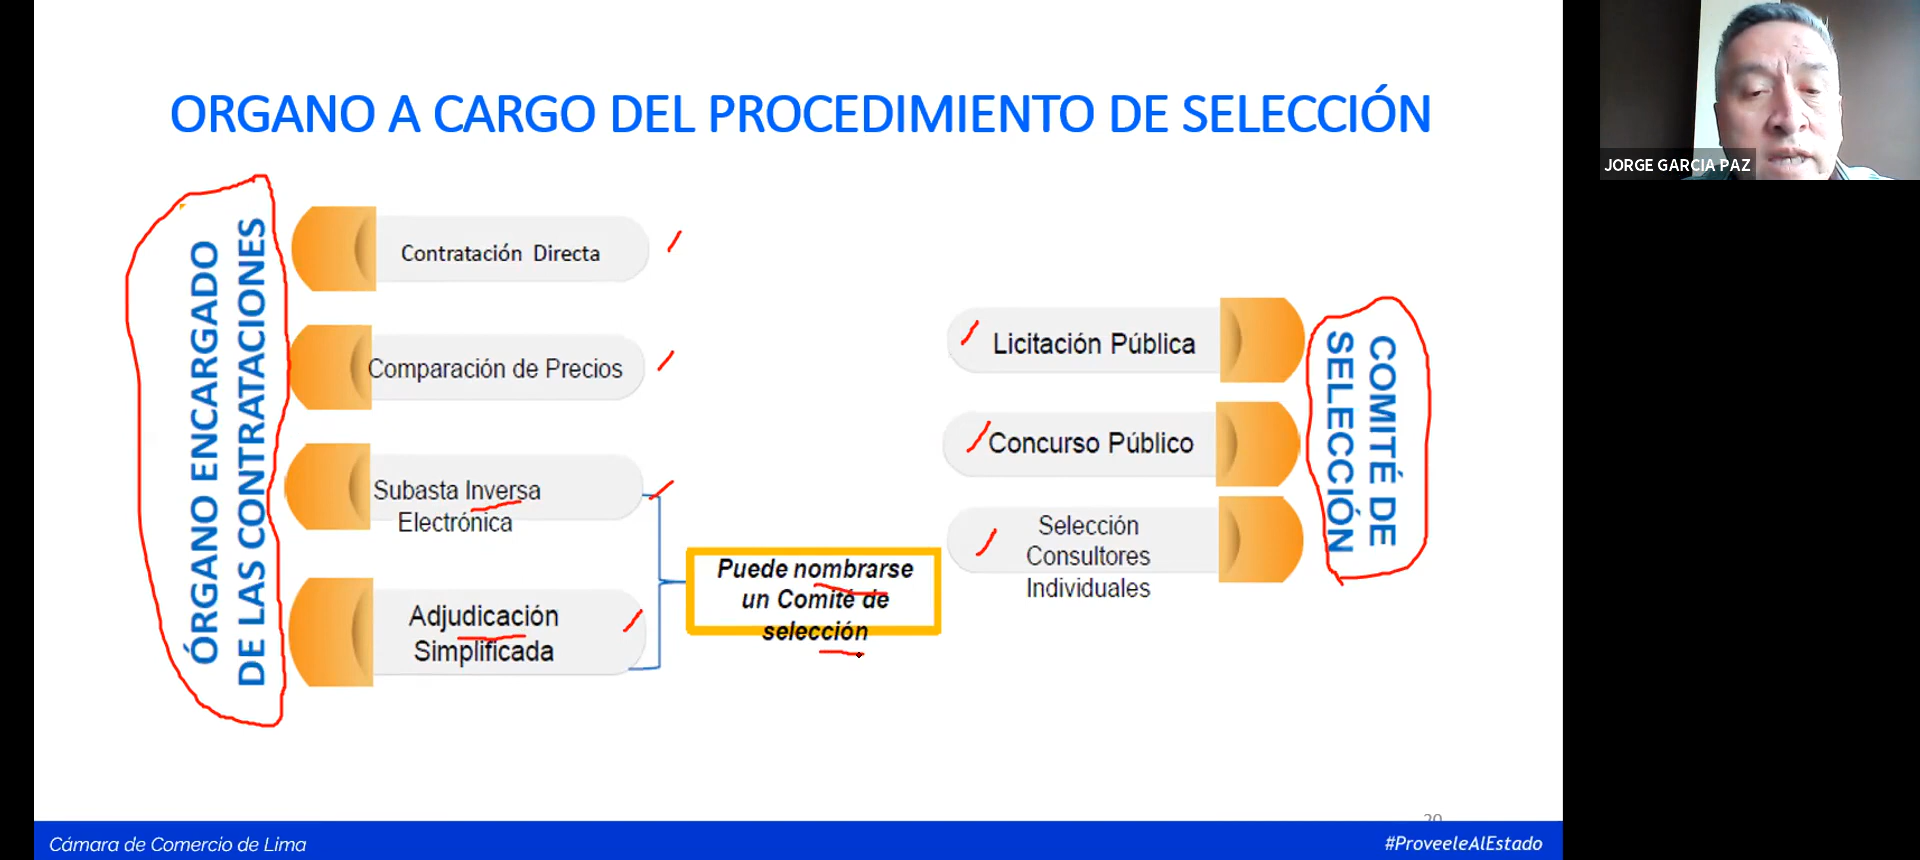 ORGANO A CARGO DEL PROCEDIMIENTO DE SELECCIÓN
ÓRGANO ENCARGADO
DE LAS CONTRATACIONES
Contratación Directa
Comparación de Precios
Subasta Inversa
Electrónica
Adjudicación
Simplificada
Puede nombrarse
un Comité de
selección
Licitación Pública
Concurso Público
Selección
Consultores
Individuales
COMITÉ DE
SELECCIÓN
JORGE GARCIA PAZ
20
Cámara de Comercio de Lima
#ProveeleAlEstado